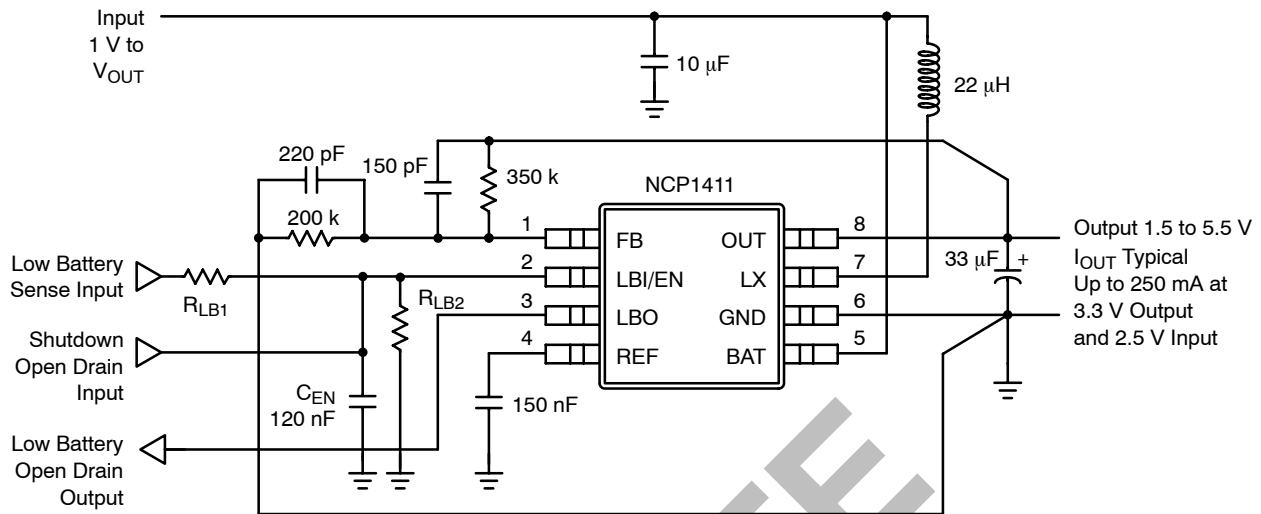 Input
1 V to
VOUT
10 μF
22 μH
220 pF
150 pF
350 k
200 k
NCP1411
1
2
3
4
FB
LBI/EN
LBO
REF
OUT
LX
GND
BAT
8
7
6
5
33 μF
+
Output 1.5 to 5.5 V
IOUT Typical
Up to 250 mA at
3.3 V Output
and 2.5 V Input
Low Battery
Sense Input
RLB1
RLB2
Shutdown
Open Drain
Input
CEN
120 nF
150 nF
Low Battery
Open Drain
Output